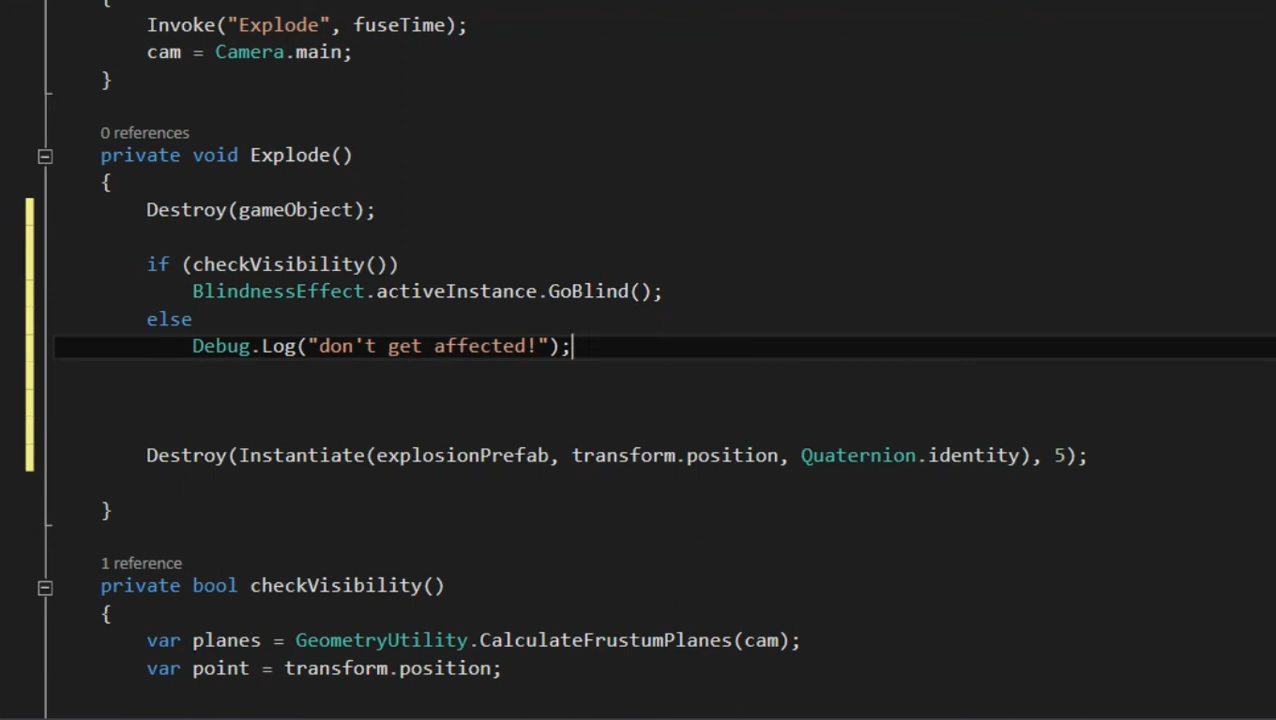 {
Invoke("Explode", fuseTime);
cam = Camera.main;
}
0 references
private void Explode()
{
Destroy(gameObject);
if (checkVisibility())
BlindnessEffect.activeInstance.GoBlind();
else
Debug.Log("don't get affected!");
Destroy(Instantiate(explosionPrefab, transform.position, Quaternion.identity), 5);
}
1 reference
private bool checkVisibility()
{
var planes = GeometryUtility.CalculateFrustumPlanes(cam);
var point = transform.position;